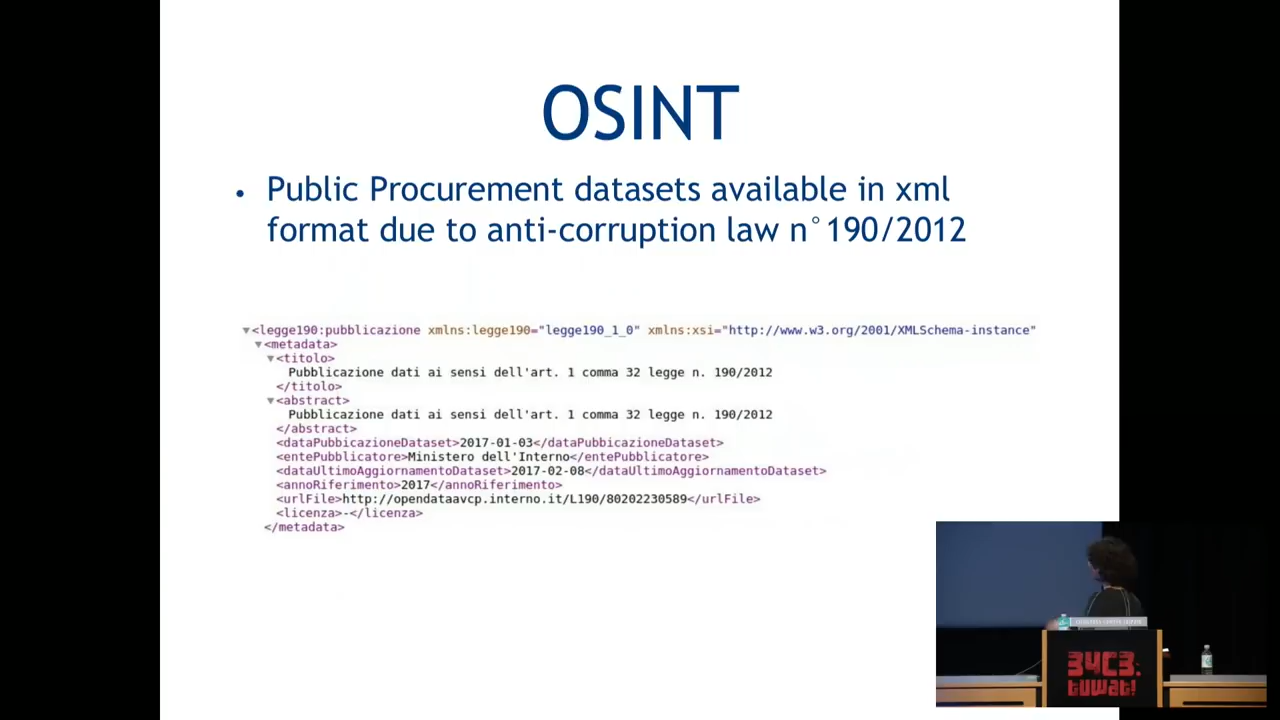 OSINT
• Public Procurement datasets available in xml
format due to anti-corruption law n°190/2012
▼<legge190:pubblicazione xmlns:legge190="legge190_1_0" xmlns:xsi="http://www.w3.org/2001/XMLSchema-instance"
▼<metadata>
▼<titolo>
Pubblicazione dati ai sensi dell'art. 1 comma 32 legge n. 190/2012
</titolo>
▼<abstract>
Pubblicazione dati ai sensi dell'art. 1 comma 32 legge n. 190/2012
</abstract>
<dataPubbicazioneDataset>2017-01-03</dataPubbicazioneDataset>
<entePubblicatore>Ministero dell'Interno</entePubblicatore>
<dataUltimoAggiornamentoDataset>2017-02-08</dataUltimoAggiornamentoDataset>
<annoRiferimento>2017</annoRiferimento>
<urlFile>http://opendataavcp.interno.it/L190/80202230589</urlFile>
<licenza>-</licenza>
</metadata>
34C3.
tuwat!